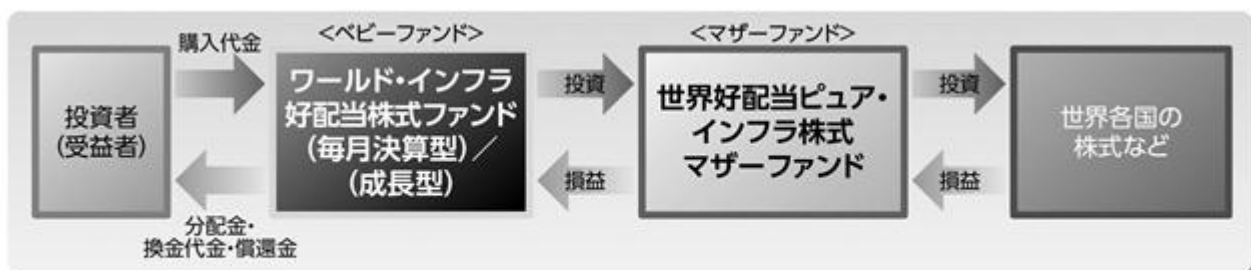 購入代金
<ベビーファンド>
<マザーファンド>
投資者
(受益者)
ワールド・インフラ
好配当株式ファンド
(毎月決算型)/
(成長型)
投資
世界好配当ピュア・
インフラ株式
マザーファンド
投資
世界各国の
株式など
損益
損益
分配金・
換金代金・償還金